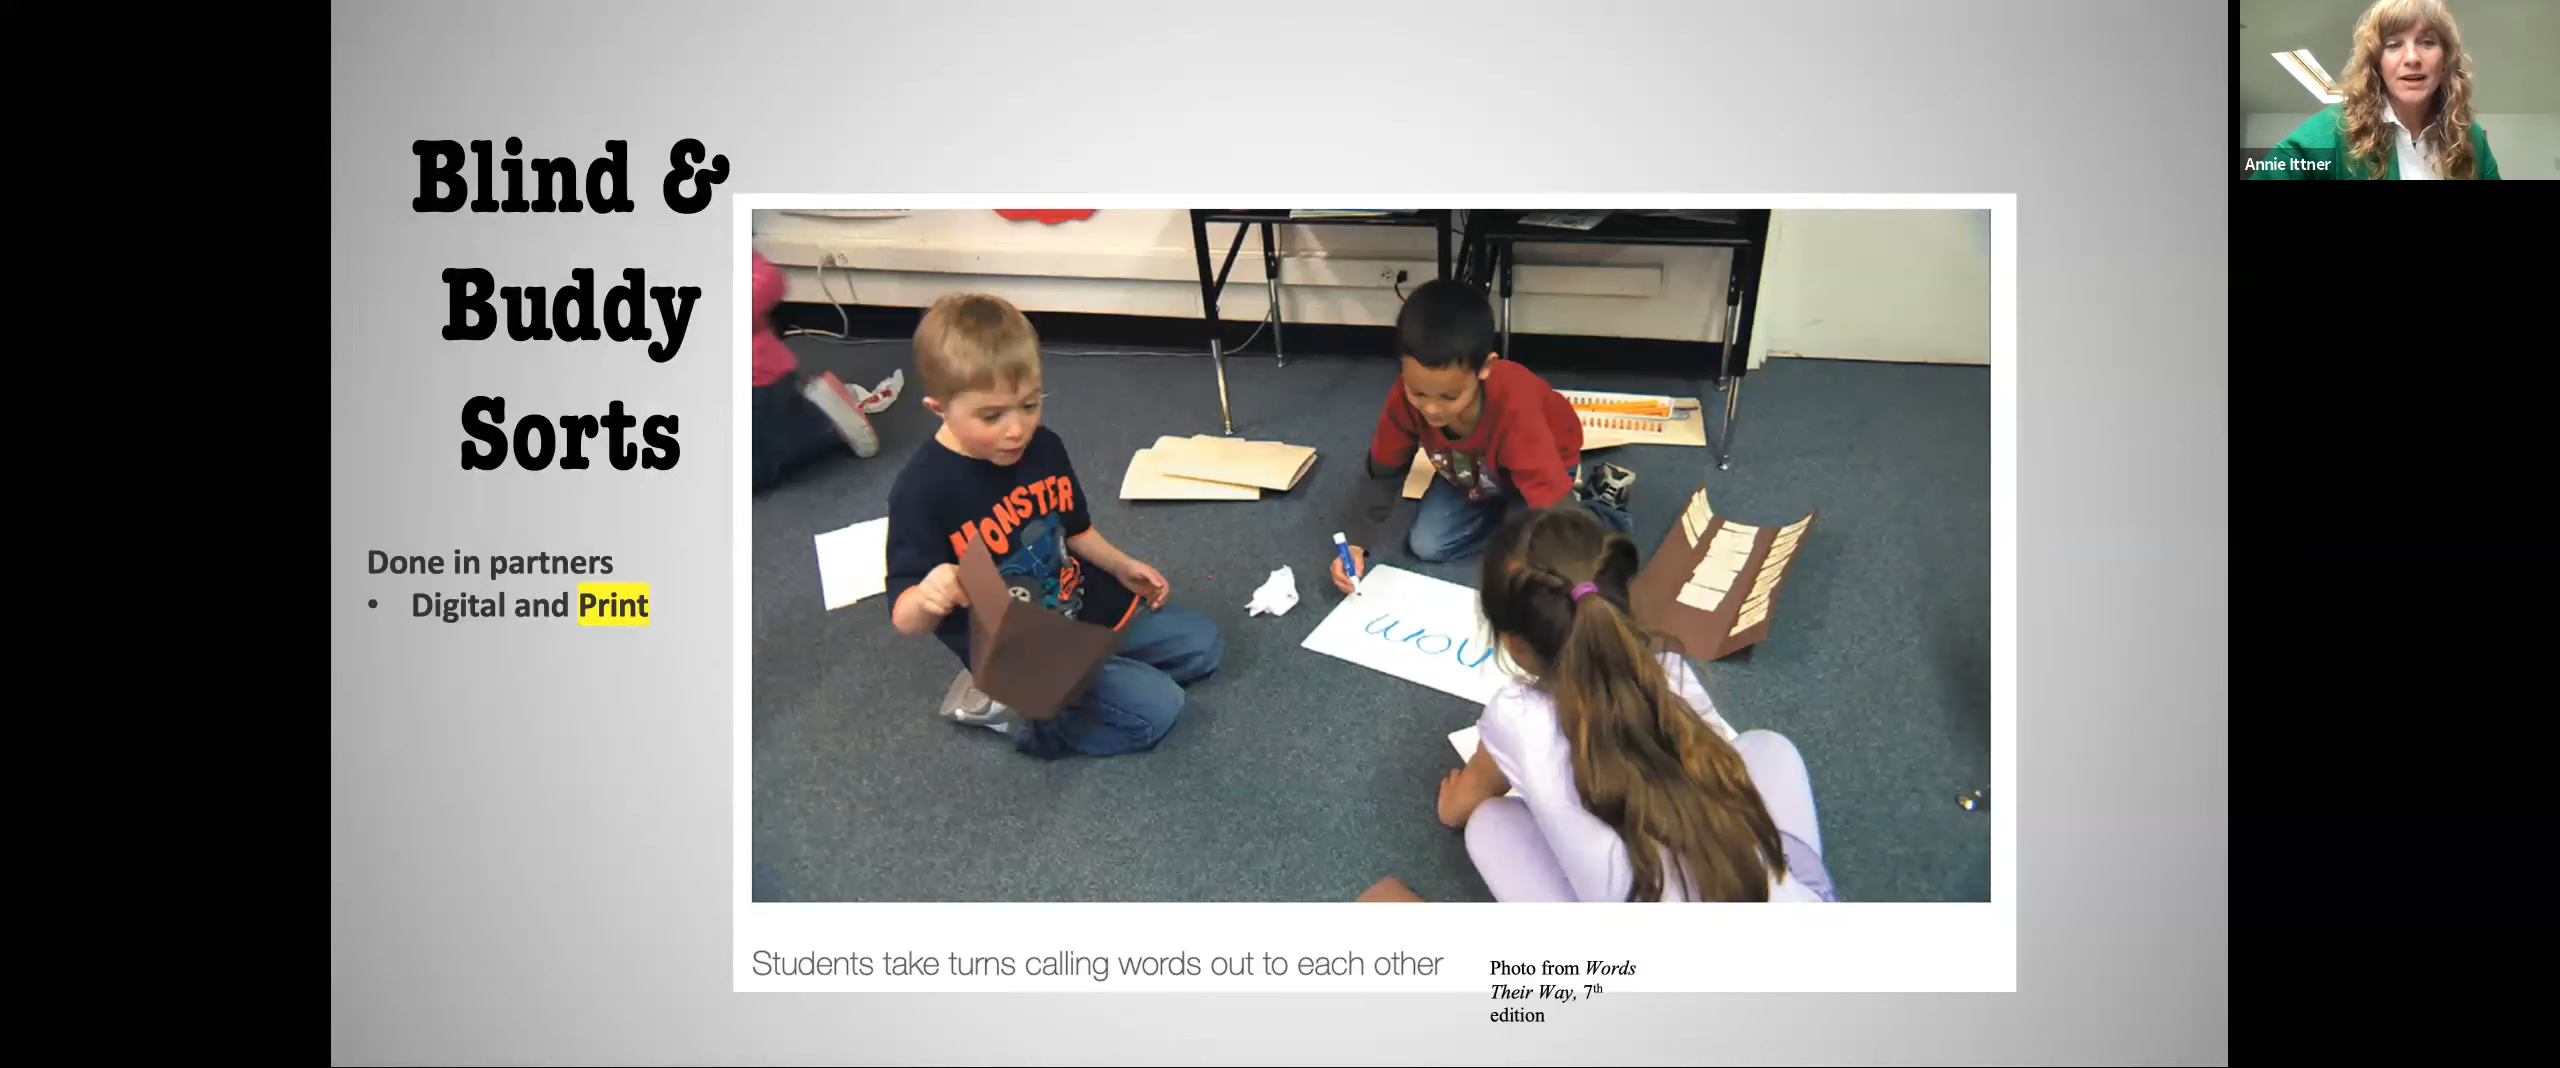 Blind &
Buddy
Sorts
Done in partners
• Digital and Print
MONSTER
wou
Students take turns calling words out to each other
Photo from Words
Their Way, 7th
edition
Annie Ittner